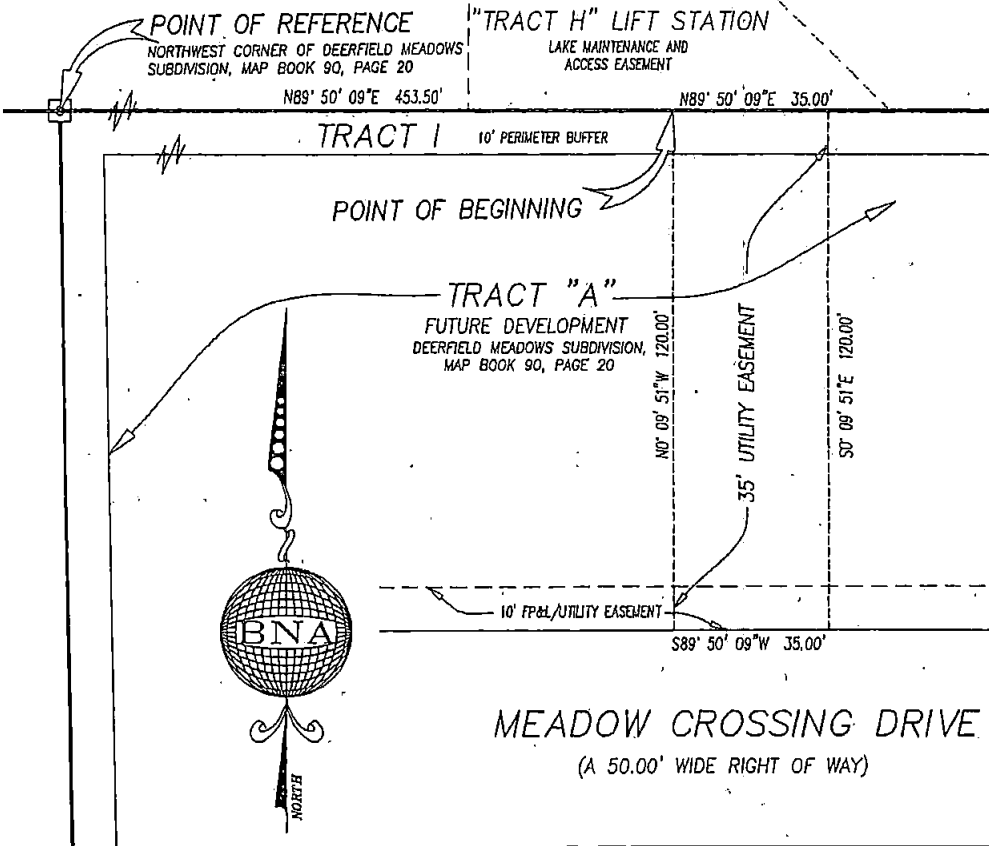 POINT OF REFERENCE
NORTHWEST CORNER OF DEERFIELD MEADOWS
SUBDIVISION, MAP BOOK 90, PAGE 20
"TRACT H" LIFT STATION
LAKE MAINTENANCE AND
ACCESS EASEMENT
N89° 50' 09"E 453.50'
N89° 50' 09"E 35.00'
TRACT I
10' PERIMETER BUFFER
POINT OF BEGINNING
TRACT "A"
FUTURE DEVELOPMENT
DEERFIELD MEADOWS SUBDIVISION,
MAP BOOK 90, PAGE 20
N0° 09' 51"W 120.00'
35' UTILITY EASEMENT
S0° 09' 51"E 120.00'
10' FP&L/UTILITY EASEMENT
S89° 50' 09"W 35.00'
BNA
NORTH
MEADOW CROSSING DRIVE
(A 50.00' WIDE RIGHT OF WAY)